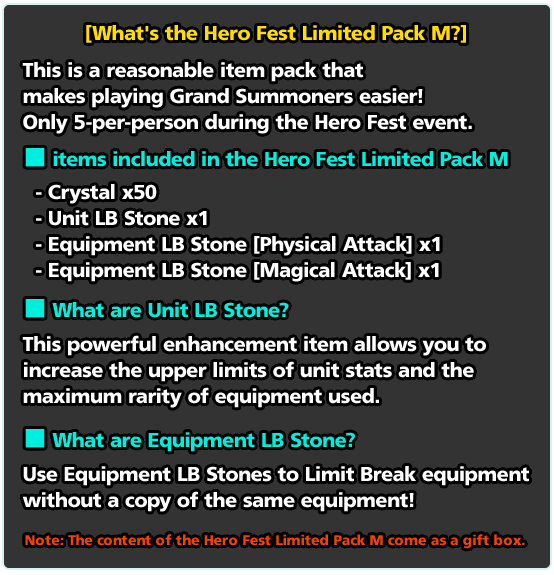 [What's the Hero Fest Limited Pack M?]
This is a reasonable item pack that
makes playing Grand Summoners easier!
Only 5-per-person during the Hero Fest event.
■ items included in the Hero Fest Limited Pack M
- Crystal x50
- Unit LB Stone x1
- Equipment LB Stone [Physical Attack] x1
- Equipment LB Stone [Magical Attack] x1
■ What are Unit LB Stone?
This powerful enhancement item allows you to
increase the upper limits of unit stats and the
maximum rarity of equipment used.
■ What are Equipment LB Stone?
Use Equipment LB Stones to Limit Break equipment
without a copy of the same equipment!
Note: The content of the Hero Fest Limited Pack M come as a gift box.